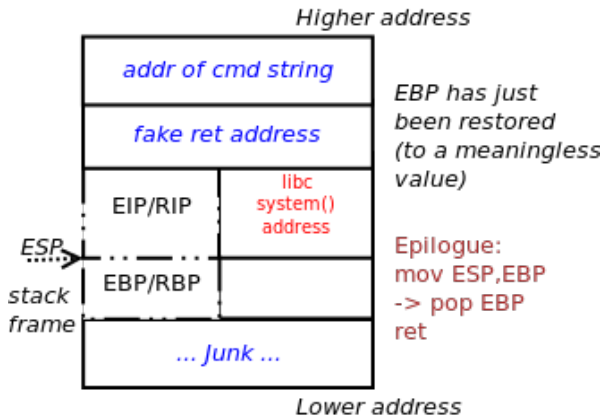 Higher address
addr of cmd string
fake ret address
EIP/RIP
libc
system()
address
ESP
EBP/RBP
stack
frame
... Junk ...
Lower address
EBP has just
been restored
(to a meaningless
value)
Epilogue:
mov ESP,EBP
-> pop EBP
ret